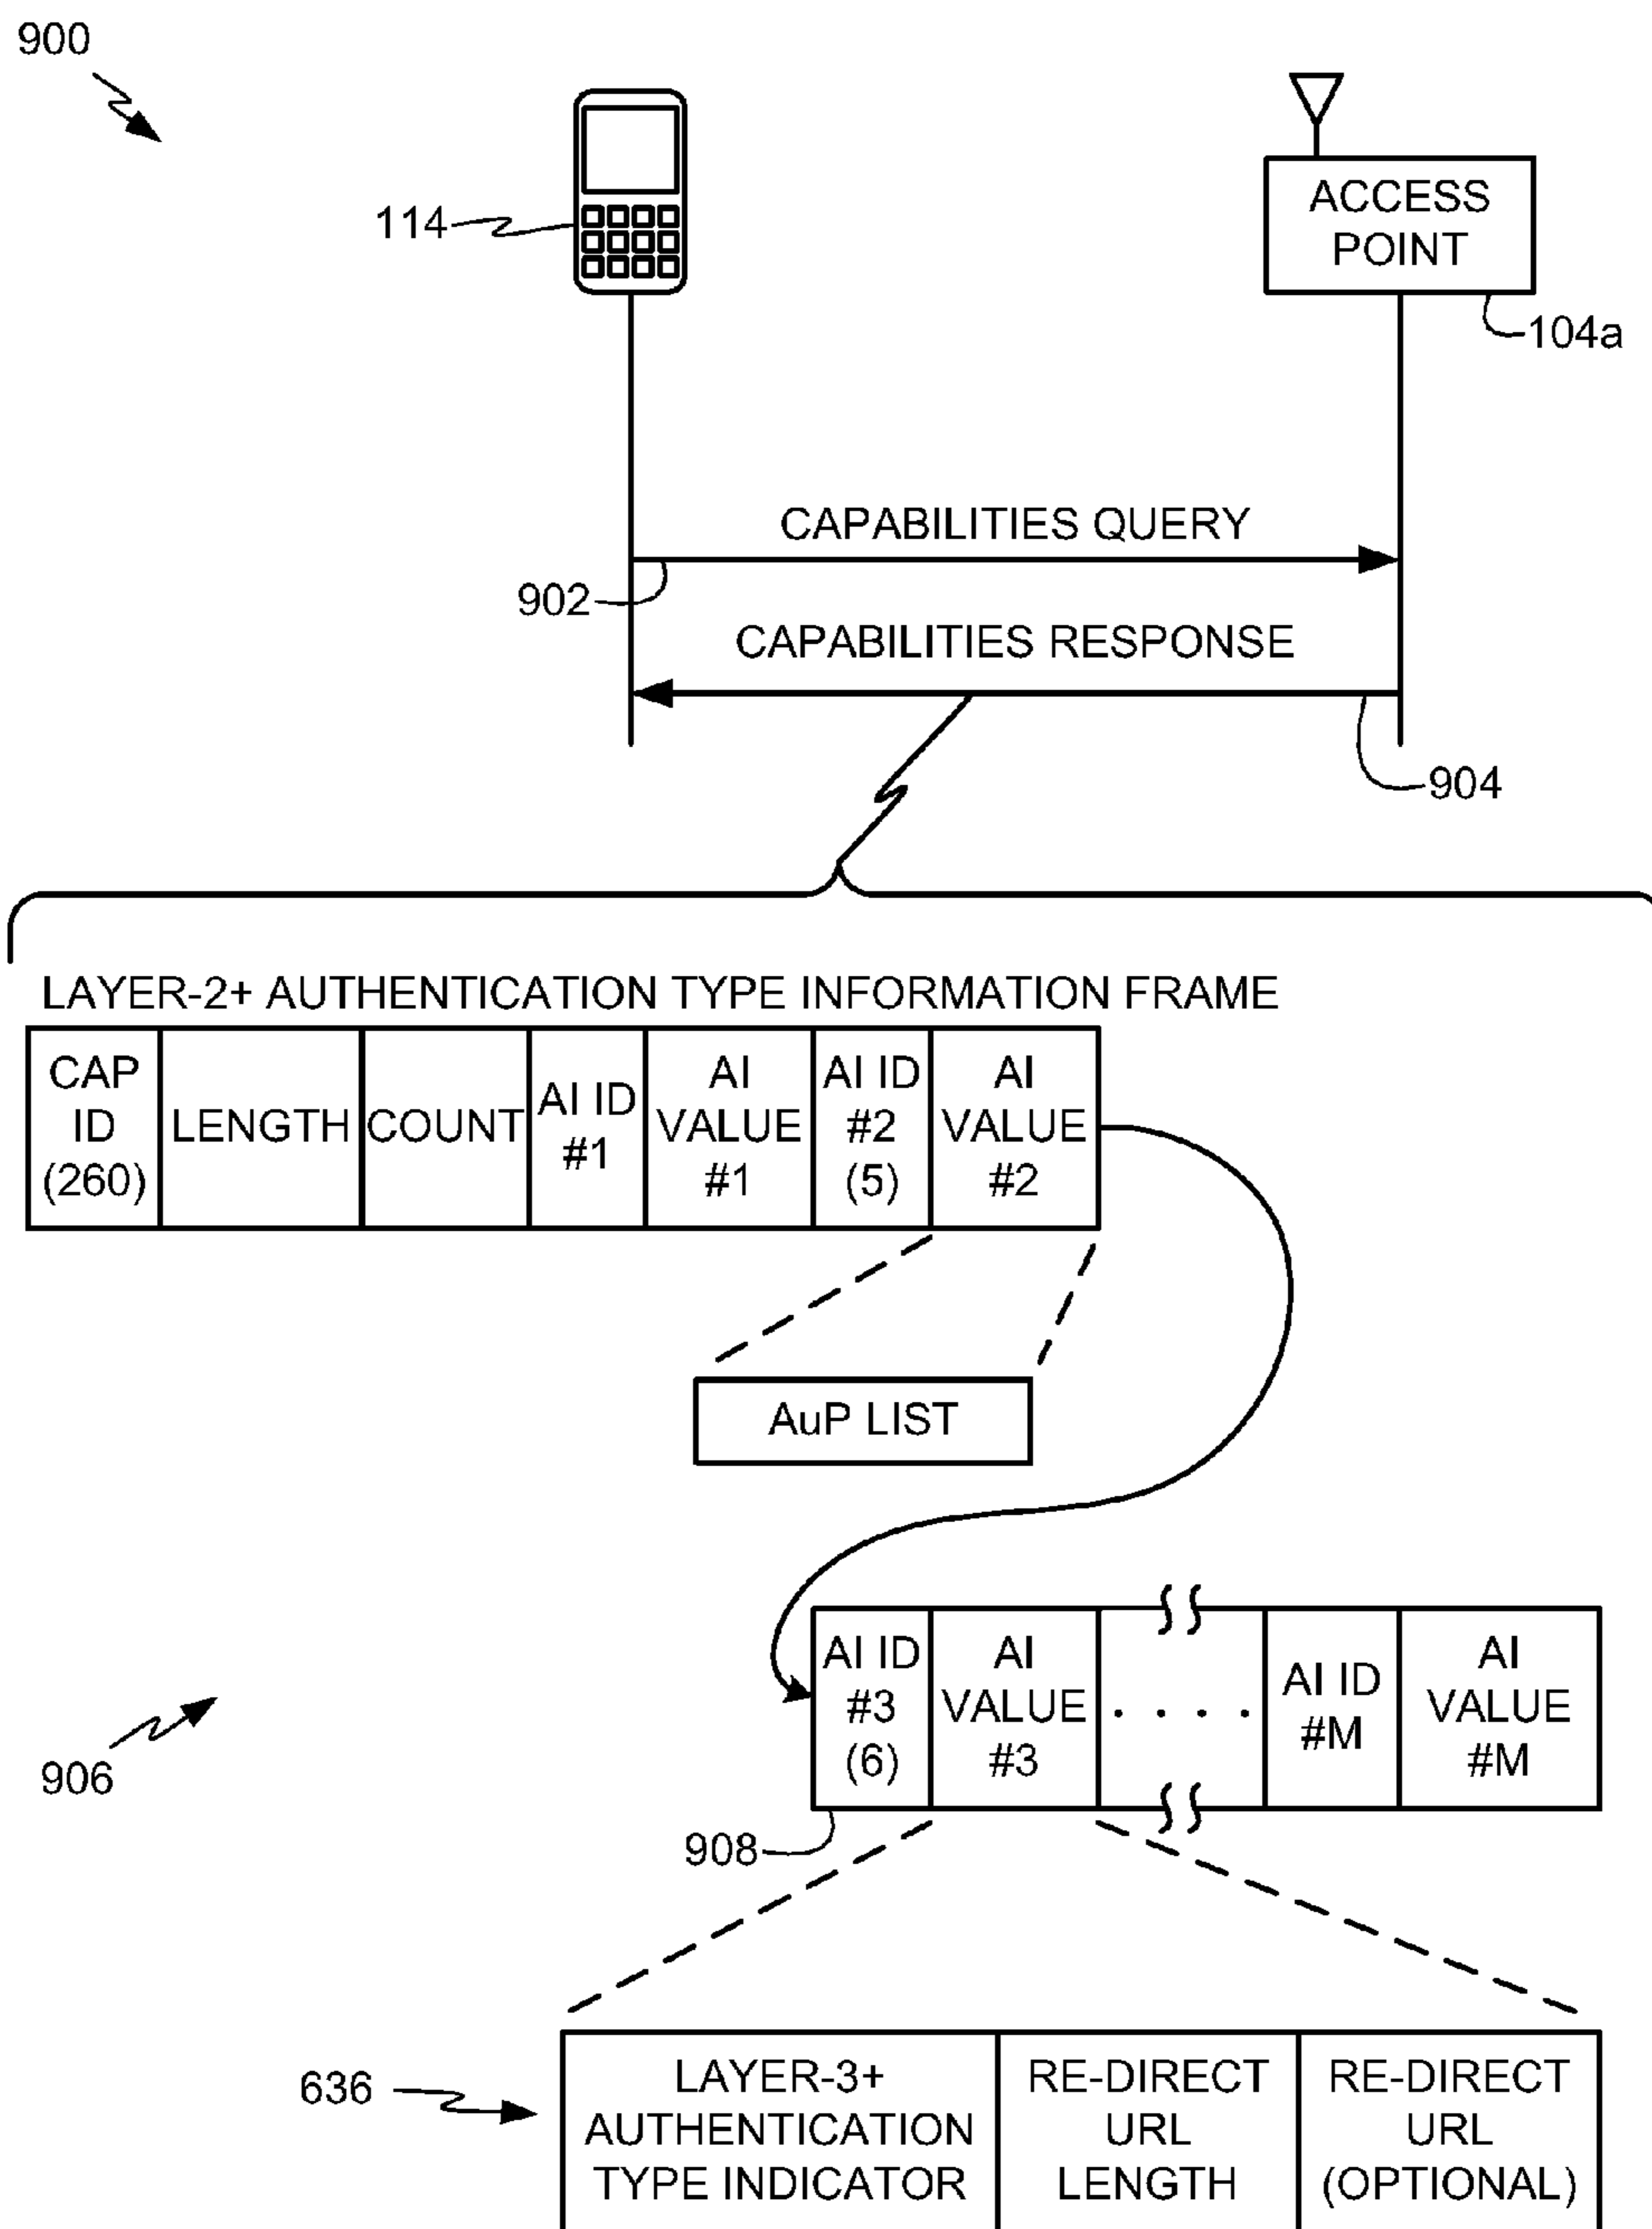 900
114
ACCESS
POINT
104a
CAPABILITIES QUERY
902
CAPABILITIES RESPONSE
904
LAYER-2+ AUTHENTICATION TYPE INFORMATION FRAME
CAP
ID
(260)
LENGTH
COUNT
AI ID
#1
AI
VALUE
#1
AI ID
#2
(5)
AI
VALUE
#2
AuP LIST
AI ID
#3
(6)
AI
VALUE
#3
. . . .
AI ID
#M
AI
VALUE
#M
906
908
636
LAYER-3+
AUTHENTICATION
TYPE INDICATOR
RE-DIRECT
URL
LENGTH
RE-DIRECT
URL
(OPTIONAL)